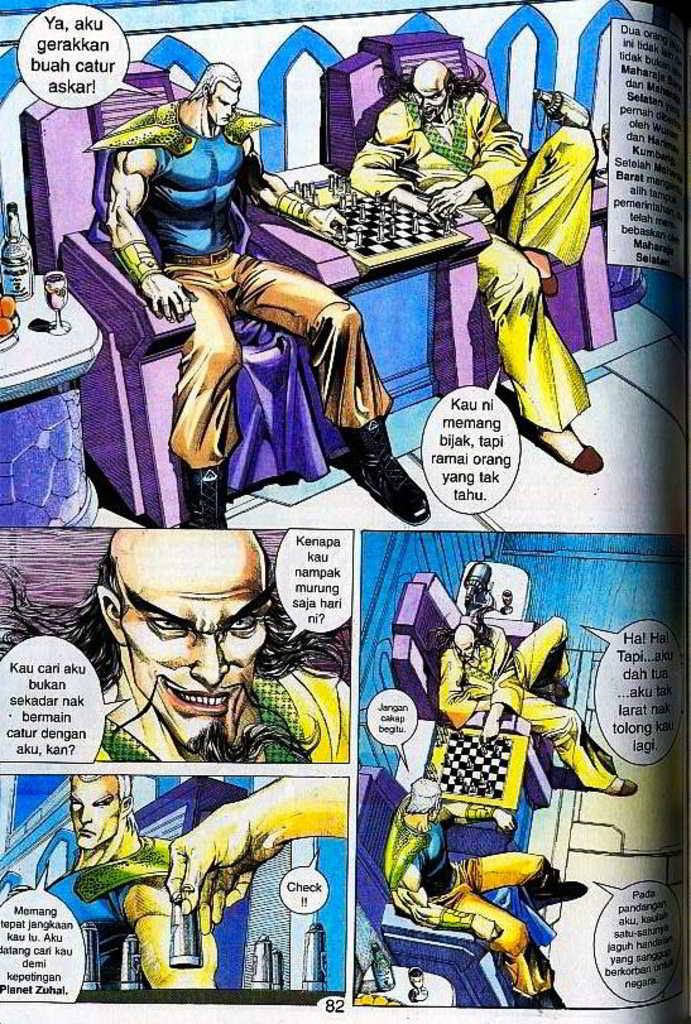 Ya, aku
gerakkan
buah catur
askar!
Dua orang
ini tidak
tidak bukan
Maharaja
dan
Selatan
pernah
oleh
dan
Kumbang.
Setelah
Barat
alih tampuk
pemerintahan
telah
bebaskan
Maharaja
Selatan.
Kau ni
memang
bijak, tapi
ramai orang
yang tak
tahu.
Kenapa
kau
nampak
murung
saja hari
ni?
Kau cari aku
bukan
sekadar nak
bermain
catur dengan
aku, kan?
Ha! Ha!
Tapi...aku
dah tua
...aku tak
larat nak
tolong kau
lagi.
Jangan
cakap
begitu.
Memang
tepat jangkaan
kau tu. Aku
datang cari kau
demi
kepetingan
Planet Zuhal.
Check
!!
Pada
pandangan
aku, kaulah
satu-satunya
jaguh handalan
yang sanggup
berkorban untuk
negara.
82